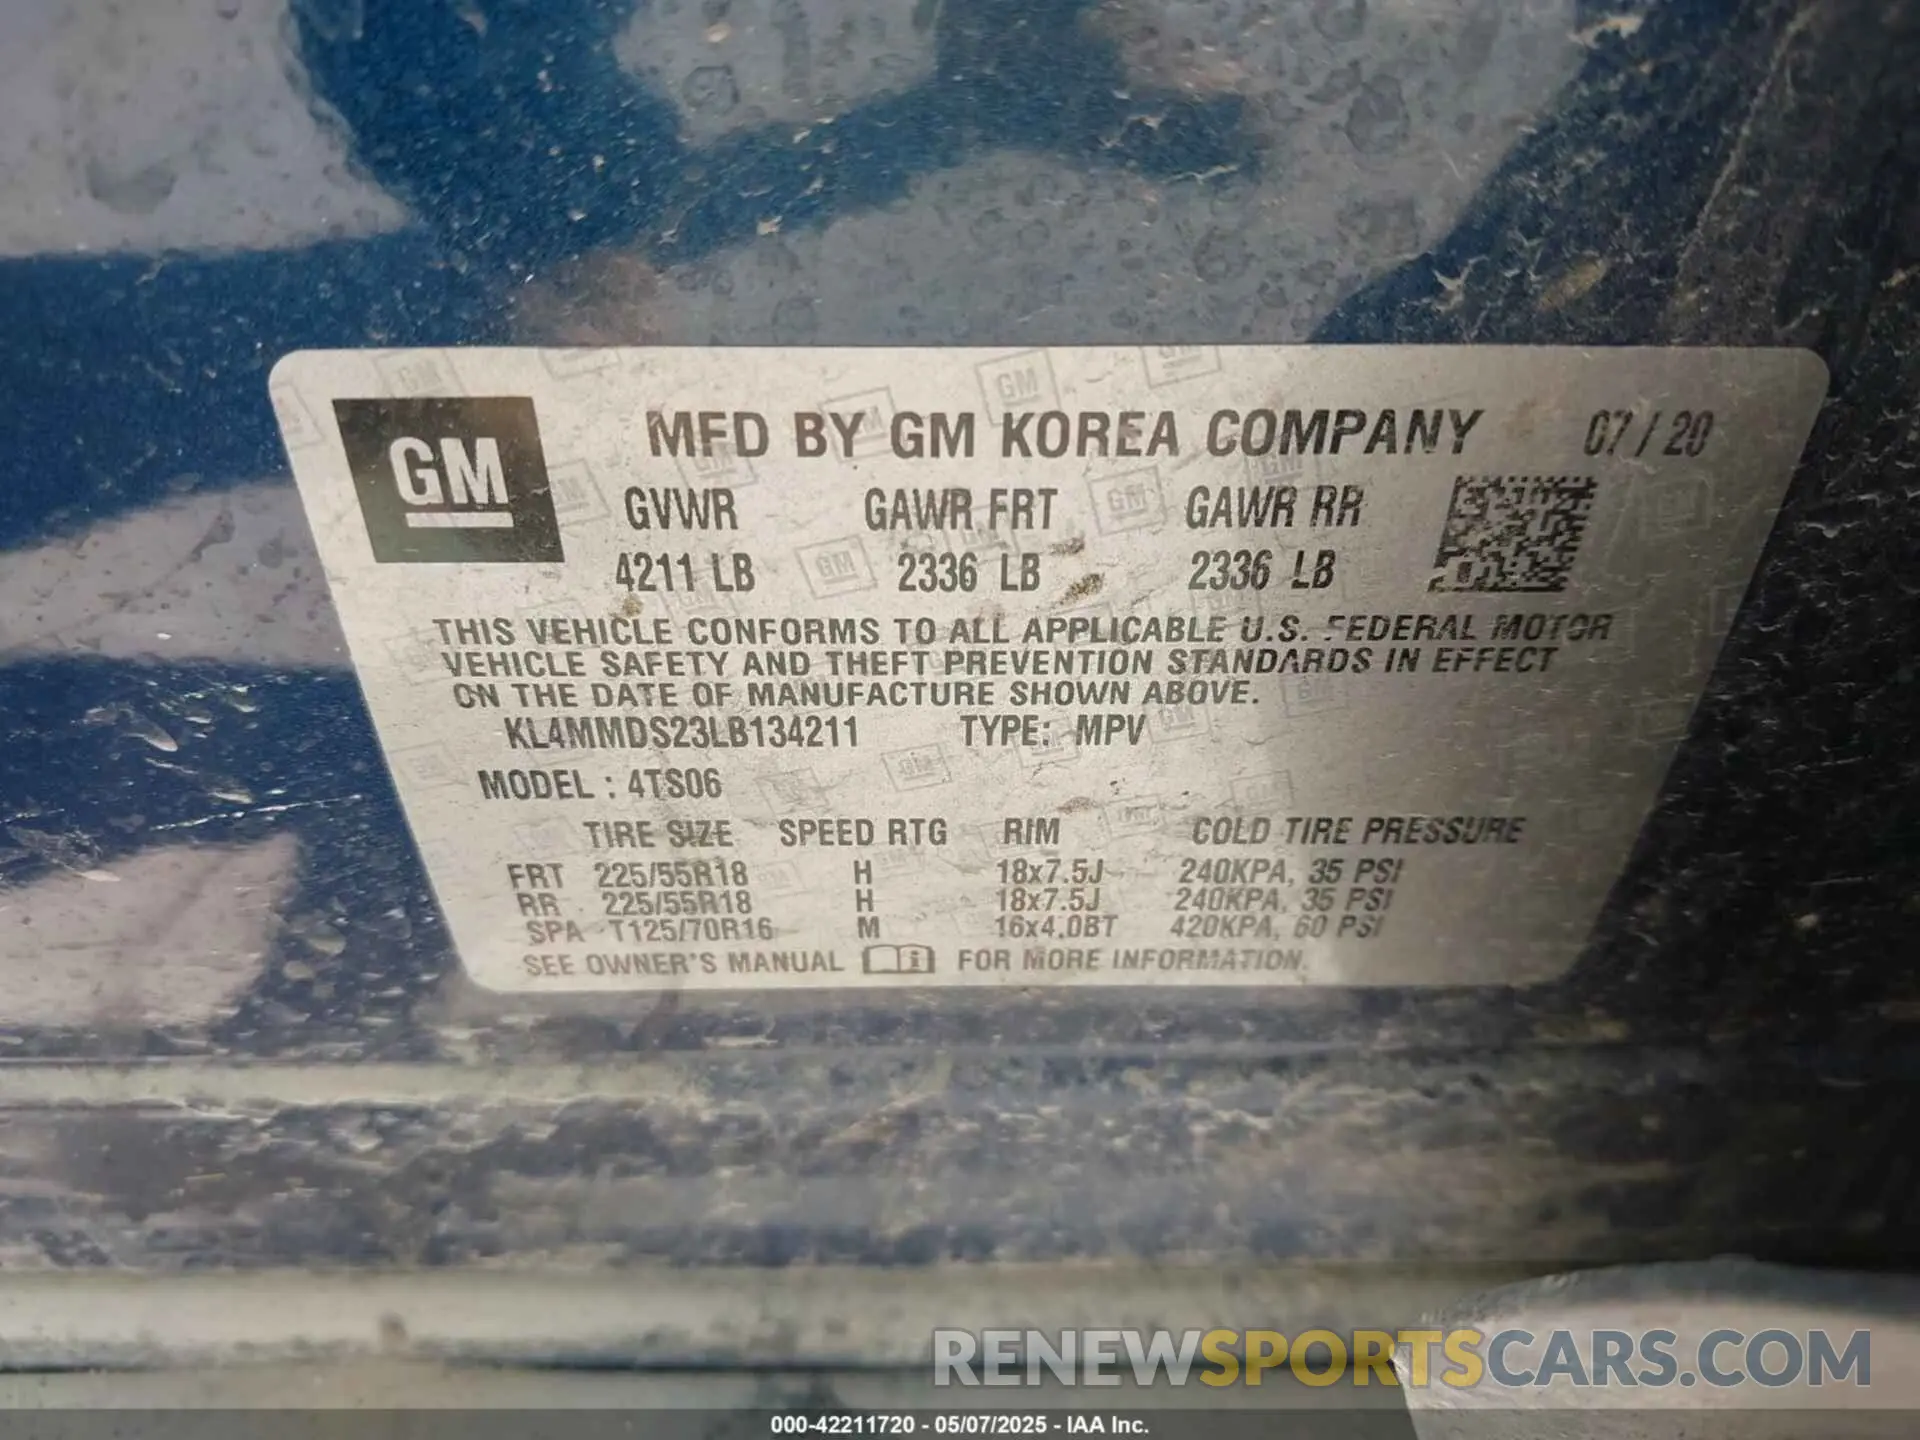 GM
MFD BY GM KOREA COMPANY 07/20
GVWR GAWR FRT GAWR RR
4211 LB 2336 LB 2336 LB
THIS VEHICLE CONFORMS TO ALL APPLICABLE U.S. FEDERAL MOTOR
VEHICLE SAFETY AND THEFT PREVENTION STANDARDS IN EFFECT
ON THE DATE OF MANUFACTURE SHOWN ABOVE.
KL4MMDS23LB134211 TYPE: MPV
MODEL : 4TS06
TIRE SIZE SPEED RTG RIM COLD TIRE PRESSURE
FRT 225/55R18 H 18x7.5J 240KPA, 35 PSI
RR 225/55R18 H 18x7.5J 240KPA, 35 PSI
SPA T125/70R16 M 16x4.0BT 420KPA, 60 PSI
SEE OWNER'S MANUAL FOR MORE INFORMATION.
RENEWSPORTSCARS.COM
000-42211720 - 05/07/2025 - IAA Inc.